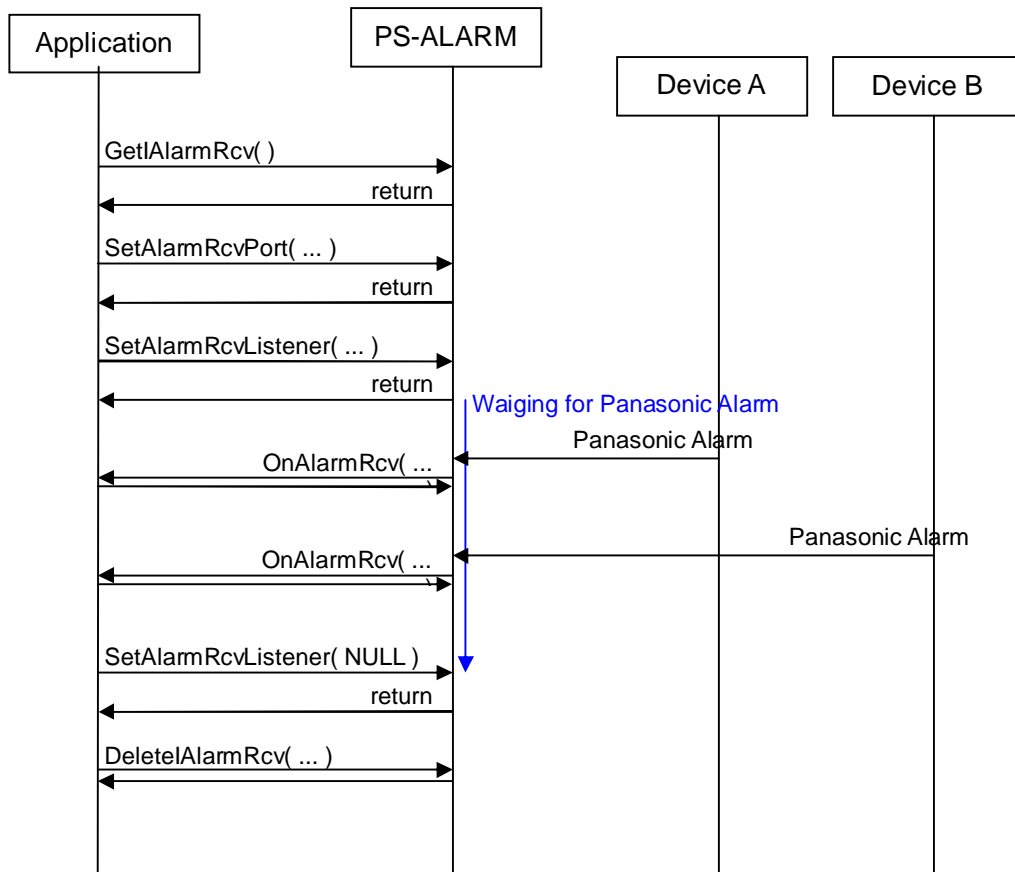 Application
PS-ALARM
Device A
Device B
GetIAlarmRcv( )
return
SetAlarmRcvPort( ... )
return
SetAlarmRcvListener( ... )
return
Waiging for Panasonic Alarm
Panasonic Alarm
OnAlarmRcv( ...
Panasonic Alarm
OnAlarmRcv( ...
SetAlarmRcvListener( NULL )
return
DeleteIAlarmRcv( ... )